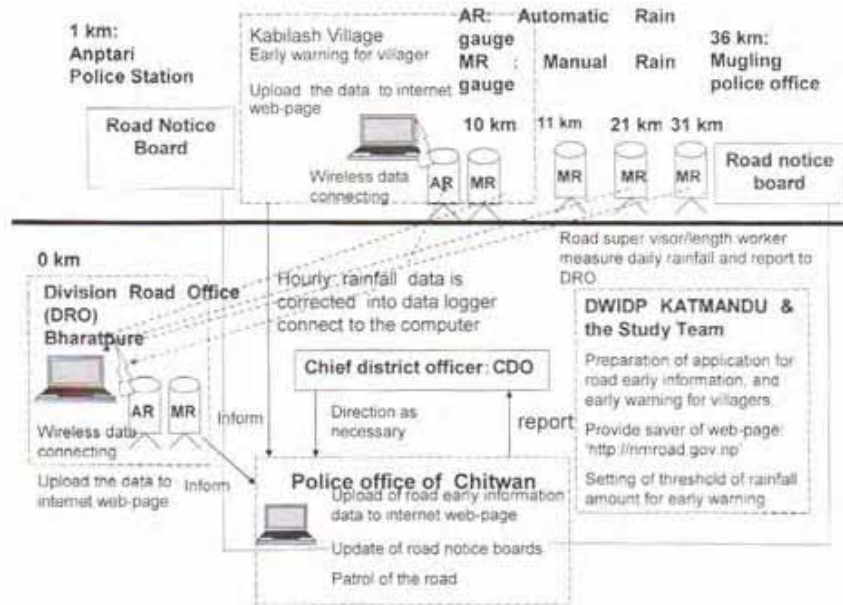 1 km:
Anptari
Police Station
Road Notice
Board
Kabilash Village
Early warning for villager
Upload the data to internet
web-page
Wireless data
connecting
AR: Automatic Rain
gauge
MR : Manual Rain
gauge
36 km:
Mugling
police office
10 km
11 km
21 km
31 km
AR
MR
MR
MR
MR
Road notice
board
Road super visor/length worker
measure daily rainfall and report to
DRO
0 km
Division Road Office
(DRO)
Bharatpure
AR
MR
Wireless data
connecting
Upload the data to
internet web-page
Hourly rainfall data is
corrected into data logger
connect to the computer
Inform
Inform
Chief district officer: CDO
Direction as
necessary
report
Police office of Chitwan
Upload of road early information
data to internet web-page
Update of road notice boards
Patrol of the road
DWIDP KATMANDU &
the Study Team
Preparation of application for
road early information, and
early warning for villagers.
Provide saver of web-page:
"http://nmroad.gov.np"
Setting of threshold of rainfall
amount for early warning